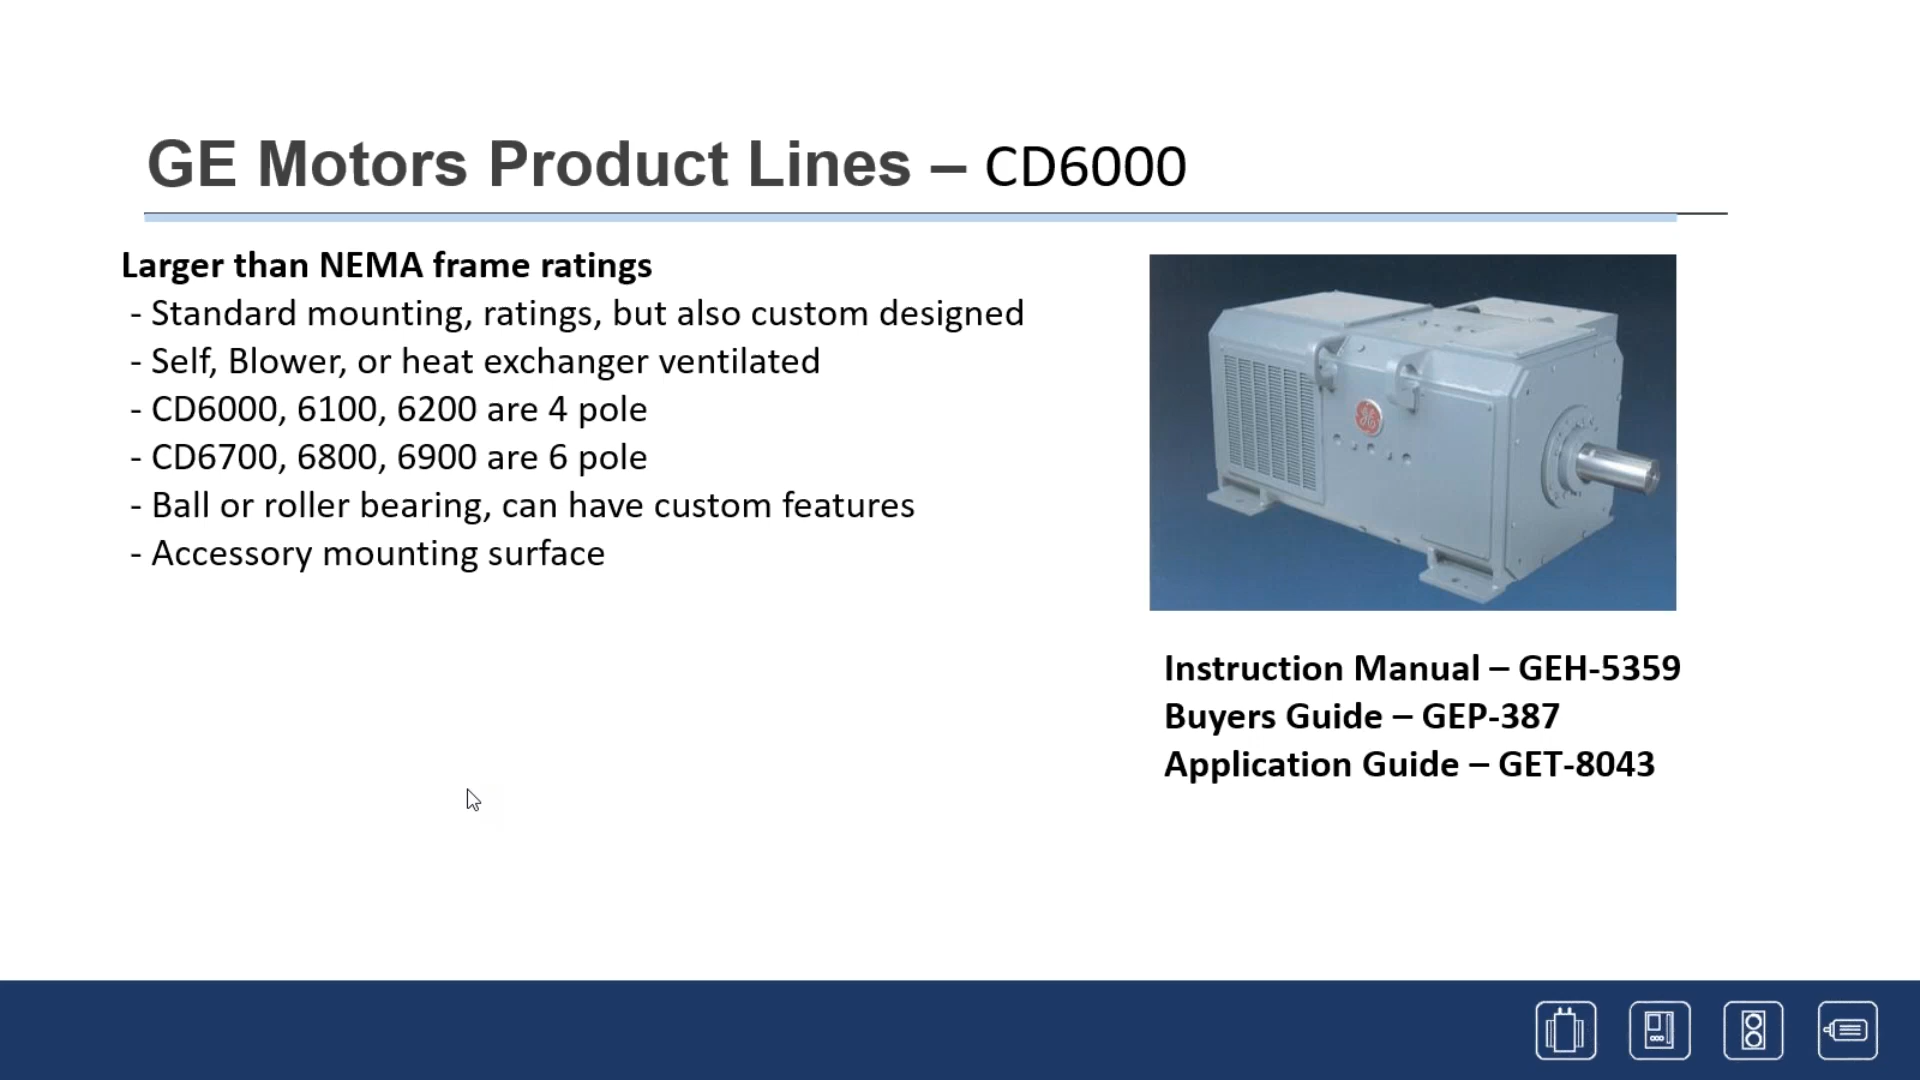 GE Motors Product Lines – CD6000
Larger than NEMA frame ratings
- Standard mounting, ratings, but also custom designed
- Self, Blower, or heat exchanger ventilated
- CD6000, 6100, 6200 are 4 pole
- CD6700, 6800, 6900 are 6 pole
- Ball or roller bearing, can have custom features
- Accessory mounting surface
GE
Instruction Manual – GEH-5359
Buyers Guide – GEP-387
Application Guide – GET-8043